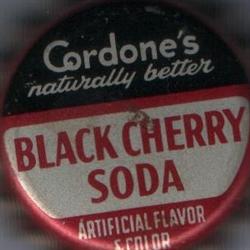 Cordone's
naturally better
BLACK CHERRY
SODA
ARTIFICIAL FLAVOR
& COLOR